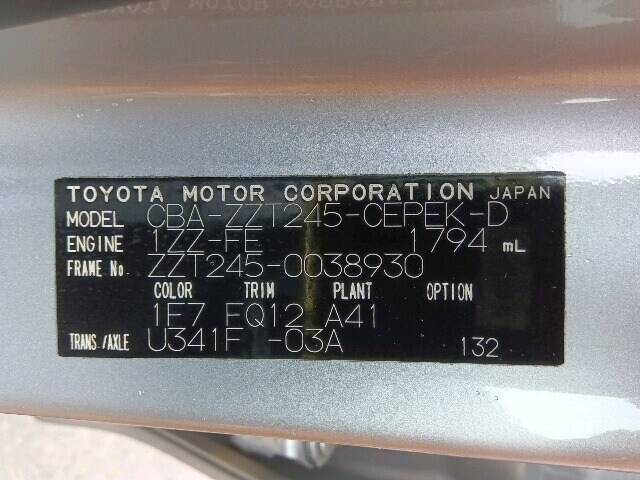 TOYOTA MOTOR CORPORATION JAPAN
MODEL CBA-ZZT245-CEPEK-D
ENGINE 1ZZ-FE 1794 mL
FRAME No. ZZT245-0038930
COLOR TRIM PLANT OPTION
1F7 FQ12 A41
TRANS./AXLE U341F -03A 132